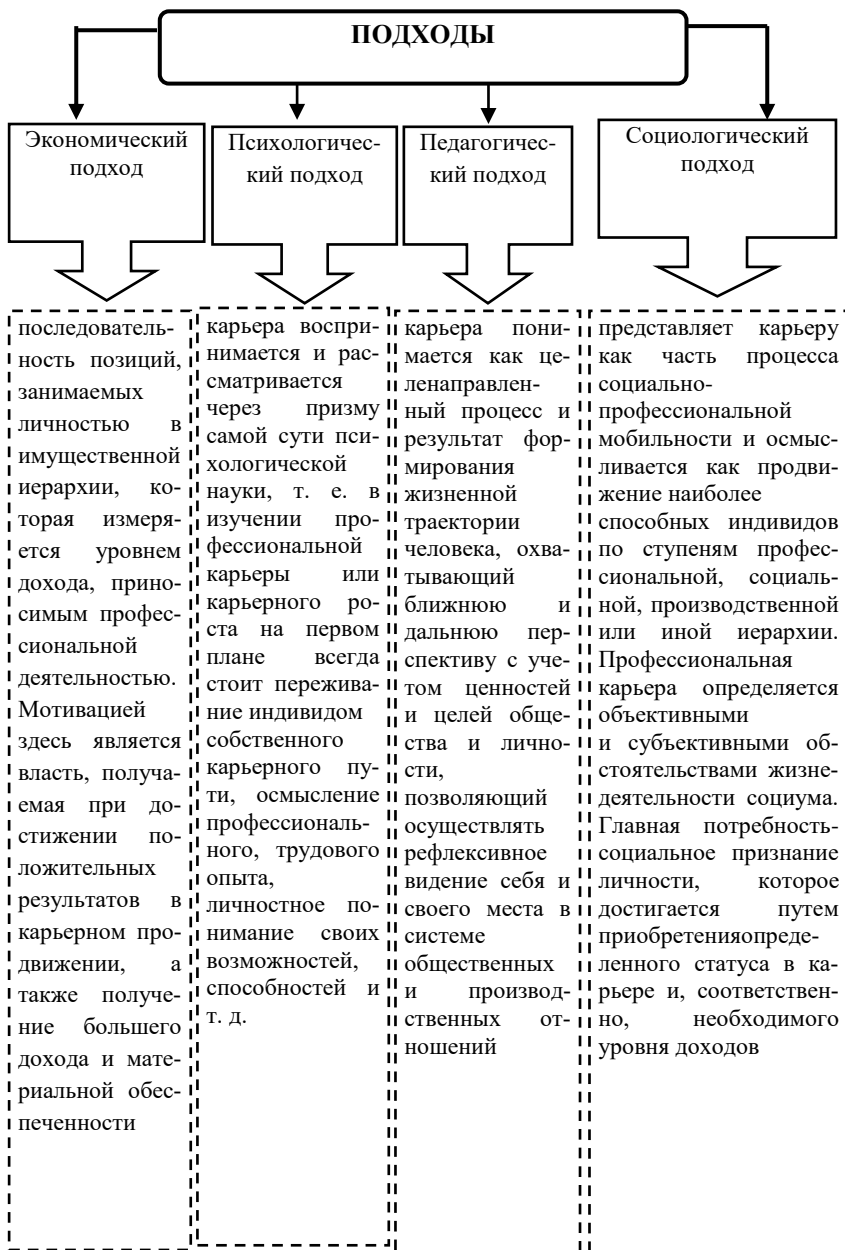 ПОДХОДЫ
Экономический
подход
Психологичес-
кий подход
Педагогичес-
кий подход
Социологический
подход
последователь-
ность позиций,
занимаемых
личностью в
имущественной
иерархии, ко-
торая измеря-
ется уровнем
дохода, прино-
симым профес-
сиональной
деятельностью.
Мотивацией
здесь является
власть, получа-
емая при до-
стижении по-
ложительных
результатов в
карьерном про-
движении, а
также получе-
ние большего
дохода и мате-
риальной обес-
печенности
карьера воспри-
нимается и рас-
сматривается
через призму
самой сути пси-
хологической
науки, т. е. в
изучении про-
фессиональной
карьеры или
карьерного ро-
ста на первом
плане всегда
стоит пережива-
ние индивидом
собственного
карьерного пу-
ти, осмысление
профессиональ-
ного, трудового
опыта,
личностное по-
нимание своих
возможностей,
способностей и
т. д.
карьера пони-
мается как це-
ленаправлен-
ный процесс и
результат фор-
мирования
жизненной
траектории
человека, охва-
тывающий
ближнюю и
дальнюю пер-
спективу с уче-
том ценностей
и целей обще-
ства и лично-
сти,
позволяющий
осуществлять
рефлексивное
видение себя и
своего места в
системе
общественных
и производ-
ственных от-
ношений
представляет карьеру
как часть процесса
социально-
профессиональной
мобильности и осмыс-
ливается как продви-
жение наиболее
способных индивидов
по ступеням профес-
сиональной, социаль-
ной, производственной
или иной иерархии.
Профессиональная
карьера определяется
объективными
и субъективными об-
стоятельствами жизне-
деятельности социума.
Главная потребность-
социальное признание
личности, которое
достигается путем
приобретенияопреде-
ленного статуса в ка-
рьере и, соответствен-
но, необходимого
уровня доходов